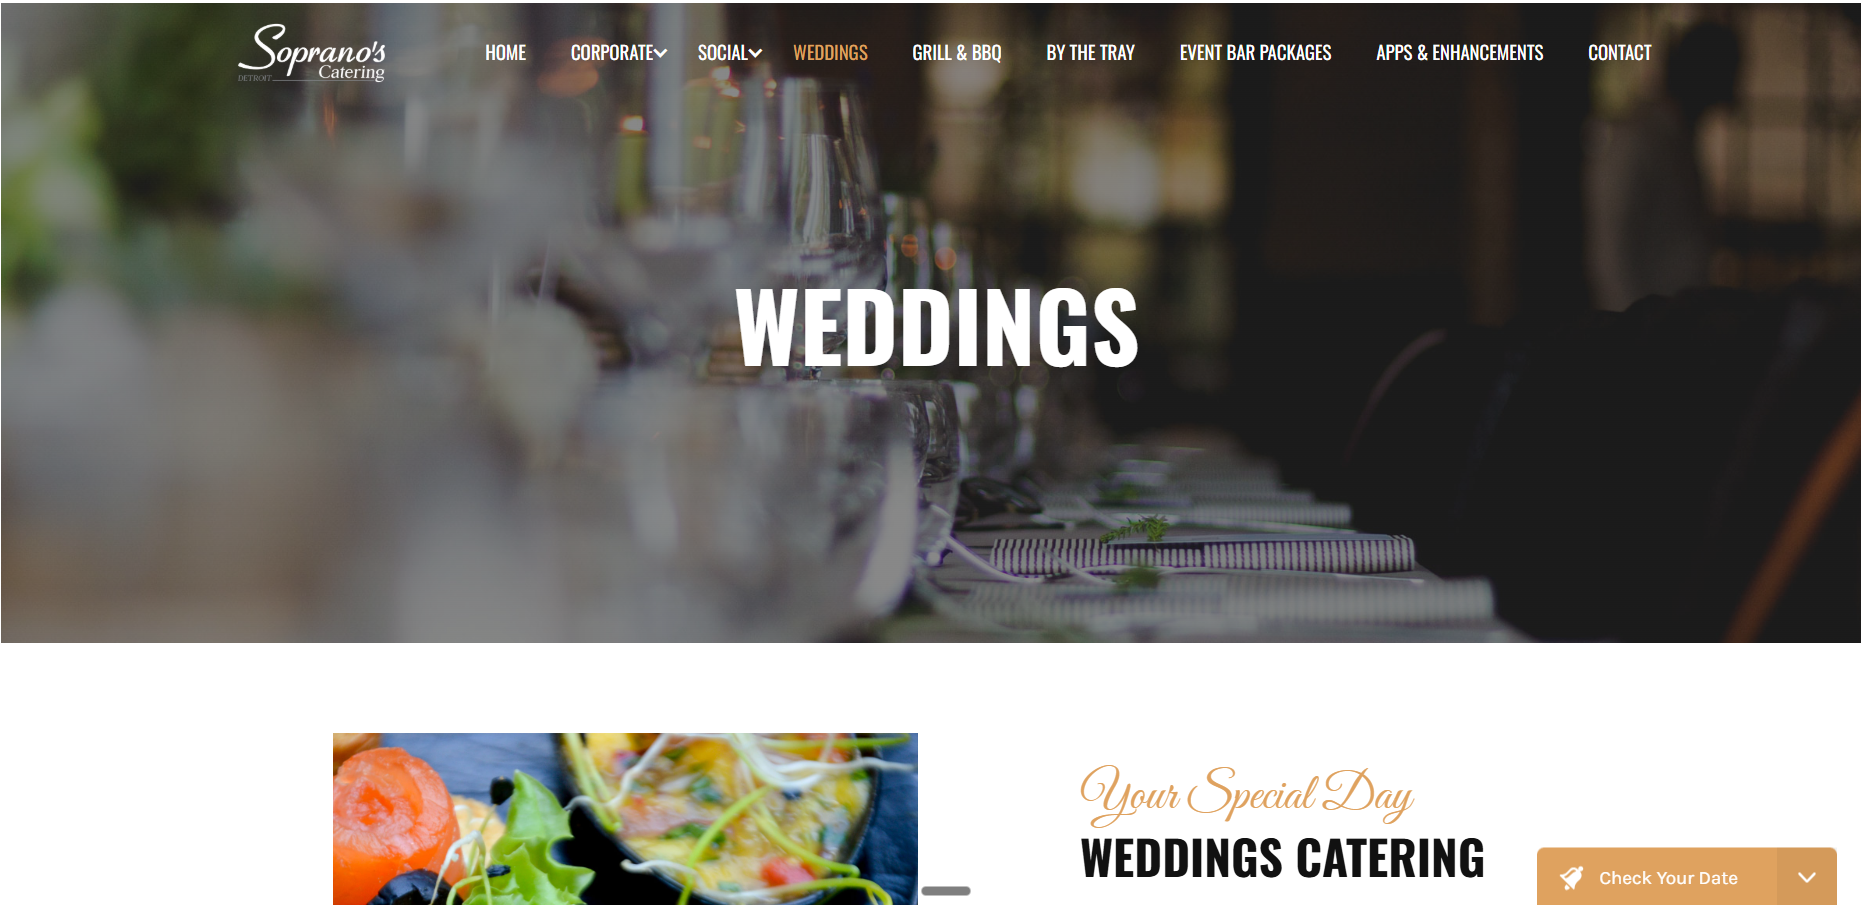 Soprano's
DETROIT Catering
HOME CORPORATE SOCIAL WEDDINGS GRILL & BBQ BY THE TRAY EVENT BAR PACKAGES APPS & ENHANCEMENTS CONTACT
WEDDINGS
Your Special Day
WEDDINGS CATERING
Check Your Date